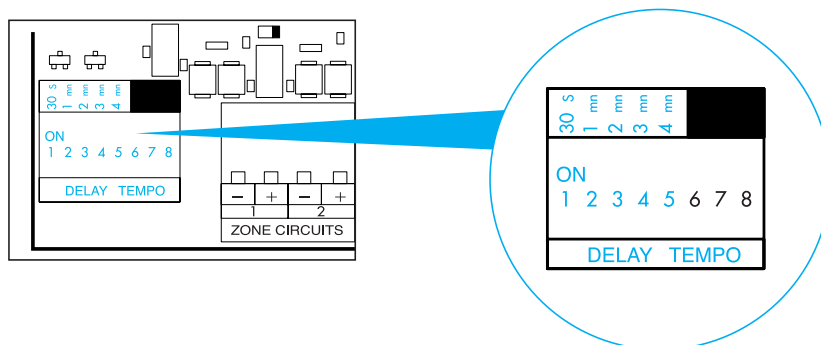 30 S 1 mn 2 mn 3 mn 4 mn
ON
1 2 3 4 5 6 7 8
DELAY TEMPO
− + − +
1 2
ZONE CIRCUITS
30 S 1 mn 2 mn 3 mn 4 mn
ON
1 2 3 4 5 6 7 8
DELAY TEMPO